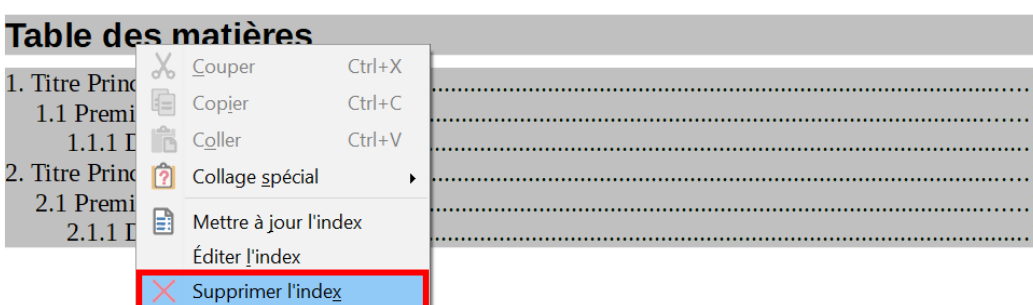 Table des matières
1. Titre Princ
1.1 Premi
1.1.1 D
2. Titre Princ
2.1 Premi
2.1.1 D
Couper Ctrl+X
Copier Ctrl+C
Coller Ctrl+V
Collage spécial
Mettre à jour l'index
Éditer l'index
Supprimer l'index